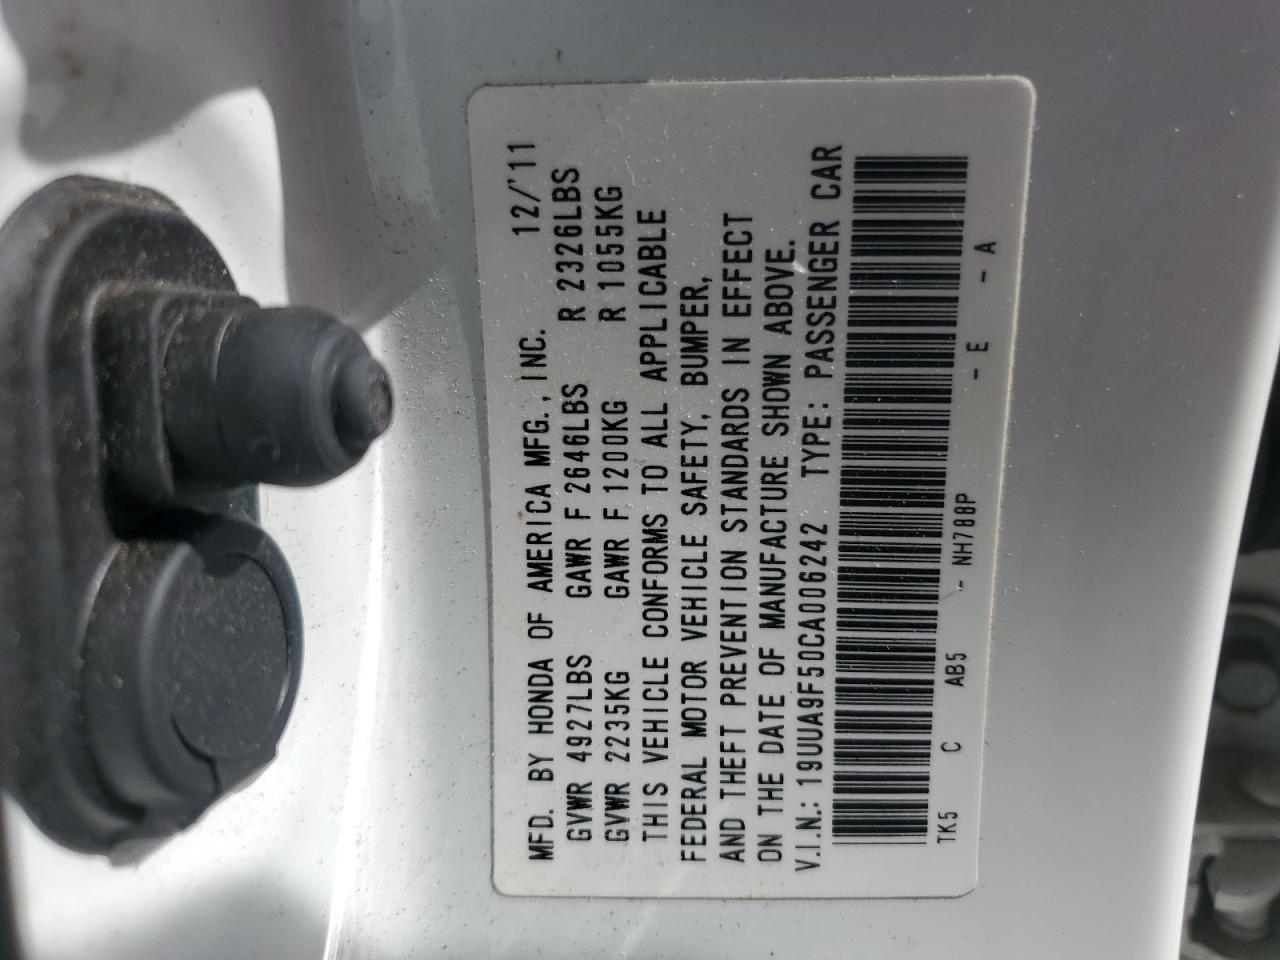 MFD. BY HONDA OF AMERICA MFG., INC. 12/'11
GVWR 4927LBS GAWR F 2646LBS R 2326LBS
GVWR 2235KG GAWR F 1200KG R 1055KG
THIS VEHICLE CONFORMS TO ALL APPLICABLE
FEDERAL MOTOR VEHICLE SAFETY, BUMPER,
AND THEFT PREVENTION STANDARDS IN EFFECT
ON THE DATE OF MANUFACTURE SHOWN ABOVE.
V.I.N.: 19UUA9F50CA006242 TYPE: PASSENGER CAR
TK5 C AB5 - NH788P - E - A